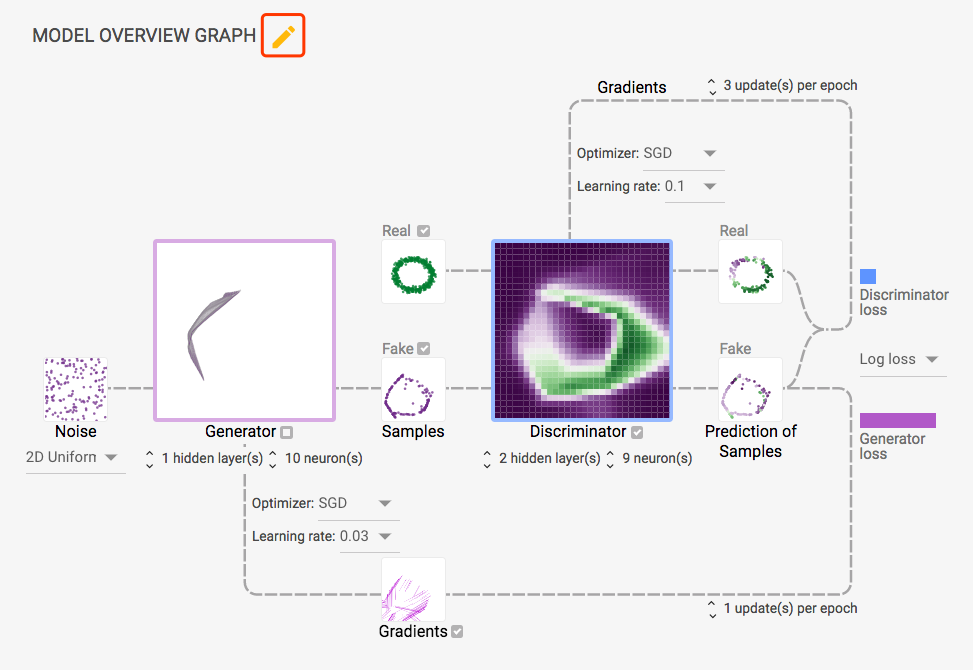 MODEL OVERVIEW GRAPH
Gradients
3 update(s) per epoch
Optimizer: SGD
Learning rate: 0.1
Real
Real
Discriminator
loss
Fake
Fake
Log loss
Noise
Generator
Samples
Discriminator
Prediction of
Samples
Generator
loss
2D Uniforn
1 hidden layer(s)
10 neuron(s)
2 hidden layer(s)
9 neuron(s)
Optimizer: SGD
Learning rate: 0.03
1 update(s) per epoch
Gradients